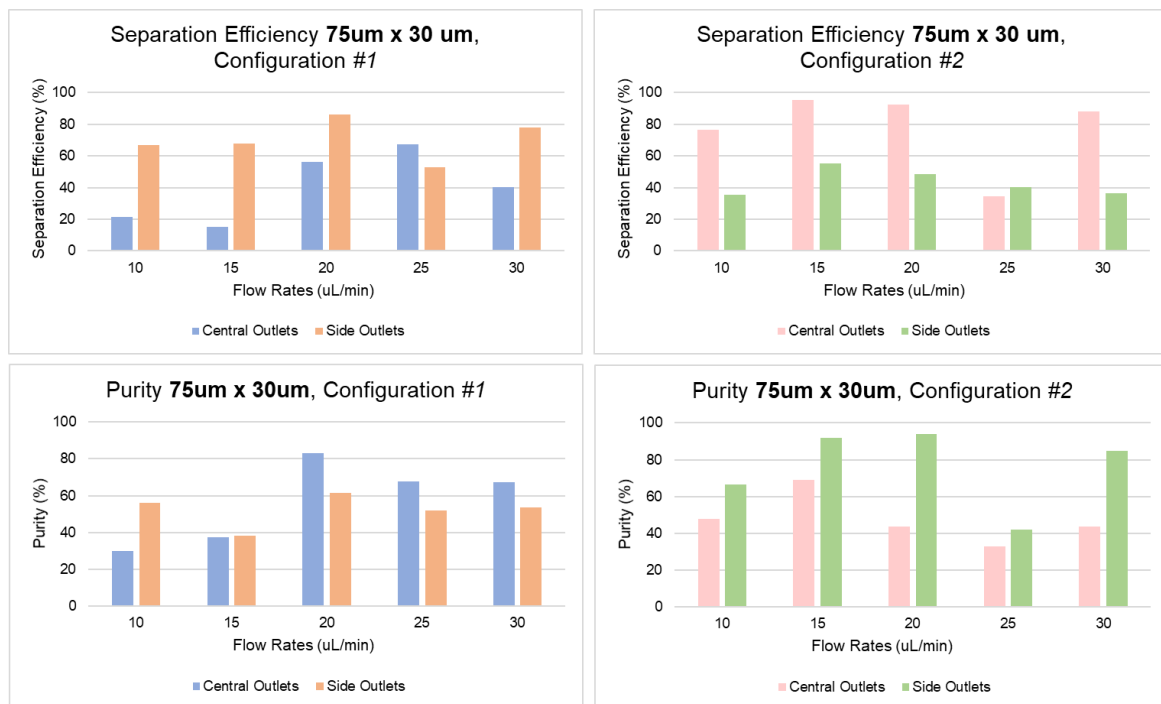 Separation Efficiency 75um x 30 um,
Configuration #1
Separation Efficiency (%)
100
80
60
40
20
0
10 15 20 25 30
Flow Rates (uL/min)
Central Outlets Side Outlets
Separation Efficiency 75um x 30 um,
Configuration #2
Separation Efficiency (%)
100
80
60
40
20
0
10 15 20 25 30
Flow Rates (uL/min)
Central Outlets Side Outlets
Purity 75um x 30um, Configuration #1
Purity (%)
100
80
60
40
20
0
10 15 20 25 30
Flow Rates (uL/min)
Central Outlets Side Outlets
Purity 75um x 30um, Configuration #2
Purity (%)
100
80
60
40
20
0
10 15 20 25 30
Flow Rates (uL/min)
Central Outlets Side Outlets